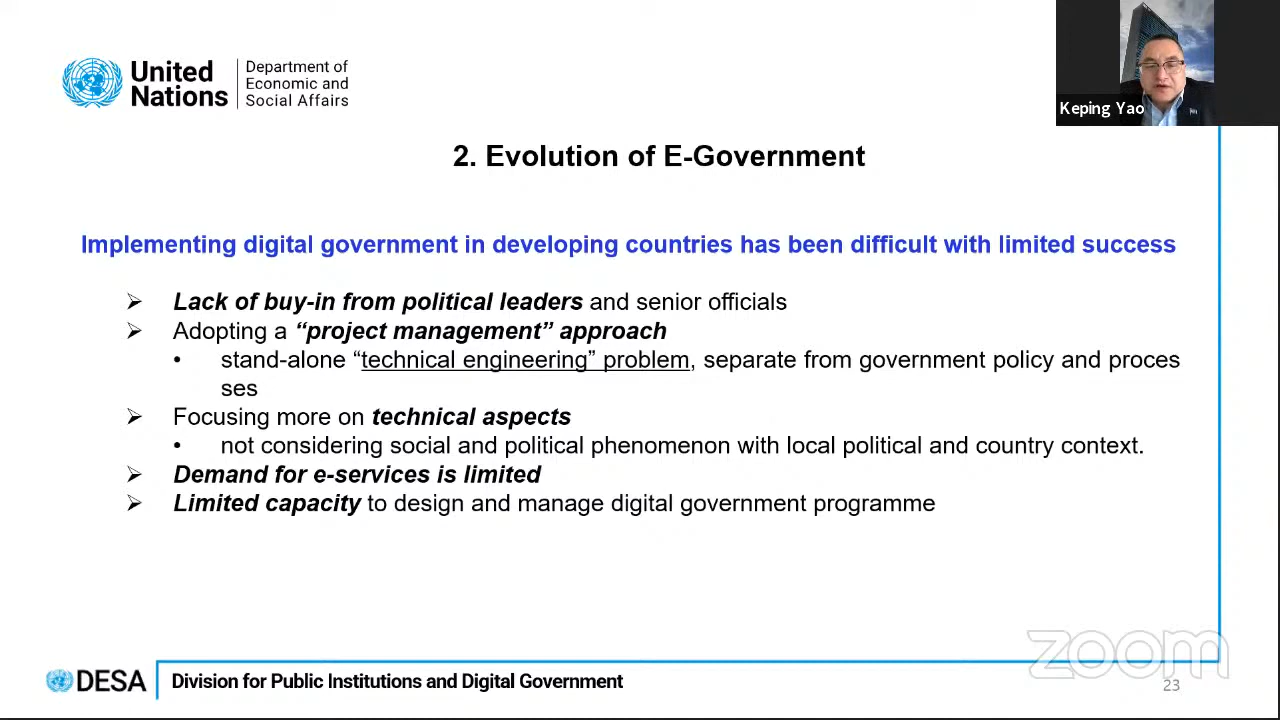 United
Nations
Department of
Economic and
Social Affairs
Keping Yao
2. Evolution of E-Government
Implementing digital government in developing countries has been difficult with limited success
➢ Lack of buy-in from political leaders and senior officials
➢ Adopting a “project management” approach
• stand-alone “technical engineering” problem, separate from government policy and proces
ses
➢ Focusing more on technical aspects
• not considering social and political phenomenon with local political and country context.
➢ Demand for e-services is limited
➢ Limited capacity to design and manage digital government programme
zoom
DESA
Division for Public Institutions and Digital Government
23